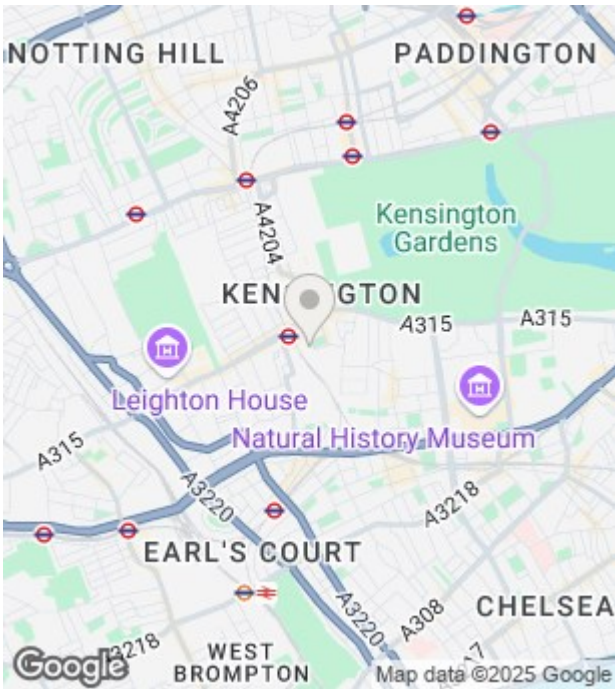 NOTTING HILL
PADDINGTON
A4206
Kensington
Gardens
A4204
KENSINGTON
A315
A315
Leighton House
Natural History Museum
A315
A3220
A3218
EARL'S COURT
A3220
A308
CHELSEA
A3218
WEST
BROMPTON
Google
Map data ©2025 Google